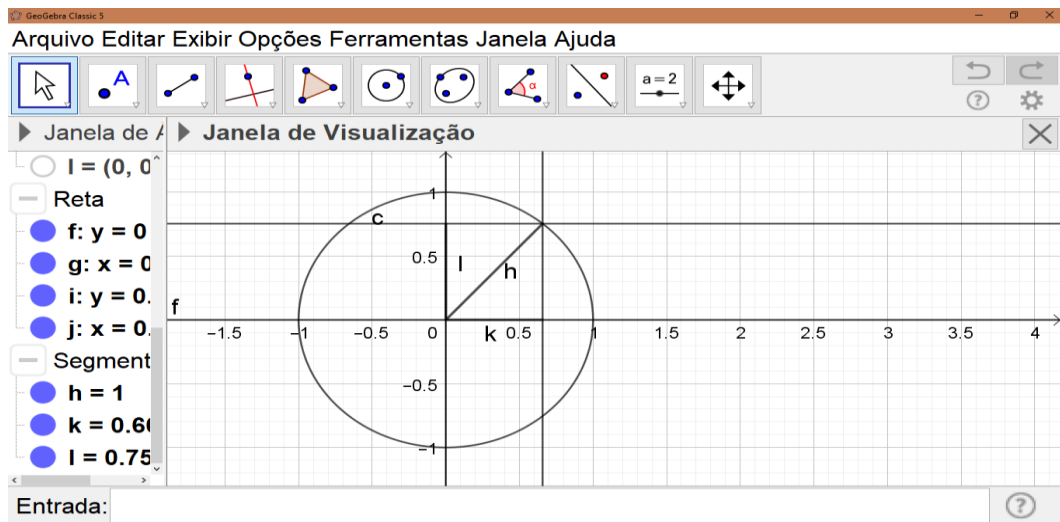 GeoGebra Classic 5
Arquivo Editar Exibir Opções Ferramentas Janela Ajuda
A
α
a = 2
Janela de A
Janela de Visualização
I = (0, 0
Reta
f: y = 0
g: x = 0
i: y = 0.
j: x = 0.
Segment
h = 1
k = 0.66
l = 0.75
1
c
0.5
l
h
f
−1.5
−1
−0.5
0
k
0.5
1
1.5
2
2.5
3
3.5
4
−0.5
−1
Entrada:
?
?